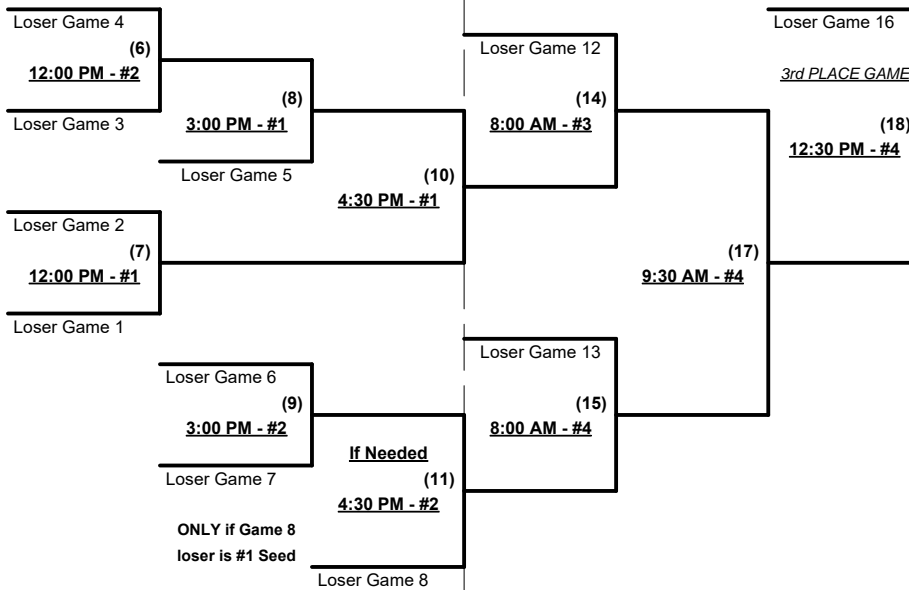 Loser Game 4
(6)
12:00 PM - #2
Loser Game 3
(8)
3:00 PM - #1
Loser Game 5
(10)
4:30 PM - #1
Loser Game 2
(7)
12:00 PM - #1
Loser Game 1
Loser Game 6
(9)
3:00 PM - #2
Loser Game 7
If Needed
(11)
4:30 PM - #2
ONLY if Game 8
loser is #1 Seed
Loser Game 8
Loser Game 12
(14)
8:00 AM - #3
(17)
9:30 AM - #4
Loser Game 13
(15)
8:00 AM - #4
Loser Game 16
3rd PLACE GAME
(18)
12:30 PM - #4